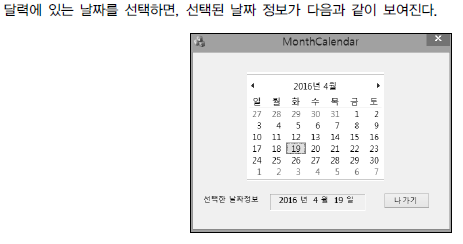 달력에 있는 날짜를 선택하면, 선택된 날짜 정보가 다음과 같이 보여진다.
MonthCalendar
2016년 4월
일 월 화 수 목 금 토
27 28 29 30 31 1 2
3 4 5 6 7 8 9
10 11 12 13 14 15 16
17 18 19 20 21 22 23
24 25 26 27 28 29 30
1 2 3 4 5 6 7
선택한 날짜정보 2016 년 4 월 19 일 나가기